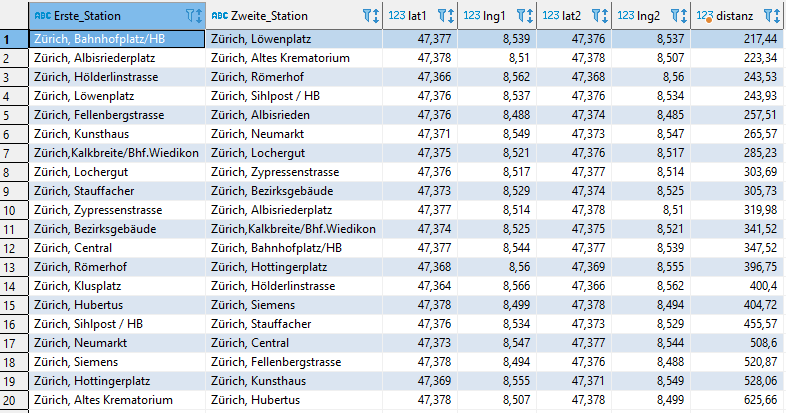 ABC Erste_Station ABC Zweite_Station 123 lat1 123 lng1 123 lat2 123 lng2 123 distanz
1 Zürich, Bahnhofplatz/HB Zürich, Löwenplatz 47,377 8,539 47,376 8,537 217,44
2 Zürich, Albisriederplatz Zürich, Altes Krematorium 47,378 8,51 47,378 8,507 223,34
3 Zürich, Hölderlinstrasse Zürich, Römerhof 47,366 8,562 47,368 8,56 243,53
4 Zürich, Löwenplatz Zürich, Sihlpost / HB 47,376 8,537 47,376 8,534 243,93
5 Zürich, Fellenbergstrasse Zürich, Albisrieden 47,376 8,488 47,374 8,485 257,51
6 Zürich, Kunsthaus Zürich, Neumarkt 47,371 8,549 47,373 8,547 265,57
7 Zürich,Kalkbreite/Bhf.Wiedikon Zürich, Lochergut 47,375 8,521 47,376 8,517 285,23
8 Zürich, Lochergut Zürich, Zypressenstrasse 47,376 8,517 47,377 8,514 303,69
9 Zürich, Stauffacher Zürich, Bezirksgebäude 47,373 8,529 47,374 8,525 305,73
10 Zürich, Zypressenstrasse Zürich, Albisriederplatz 47,377 8,514 47,378 8,51 319,98
11 Zürich, Bezirksgebäude Zürich,Kalkbreite/Bhf.Wiedikon 47,374 8,525 47,375 8,521 341,52
12 Zürich, Central Zürich, Bahnhofplatz/HB 47,377 8,544 47,377 8,539 347,52
13 Zürich, Römerhof Zürich, Hottingerplatz 47,368 8,56 47,369 8,555 396,75
14 Zürich, Klusplatz Zürich, Hölderlinstrasse 47,364 8,566 47,366 8,562 400,4
15 Zürich, Hubertus Zürich, Siemens 47,378 8,499 47,378 8,494 404,72
16 Zürich, Sihlpost / HB Zürich, Stauffacher 47,376 8,534 47,373 8,529 455,57
17 Zürich, Neumarkt Zürich, Central 47,373 8,547 47,377 8,544 508,6
18 Zürich, Siemens Zürich, Fellenbergstrasse 47,378 8,494 47,376 8,488 520,87
19 Zürich, Hottingerplatz Zürich, Kunsthaus 47,369 8,555 47,371 8,549 528,06
20 Zürich, Altes Krematorium Zürich, Hubertus 47,378 8,507 47,378 8,499 625,66